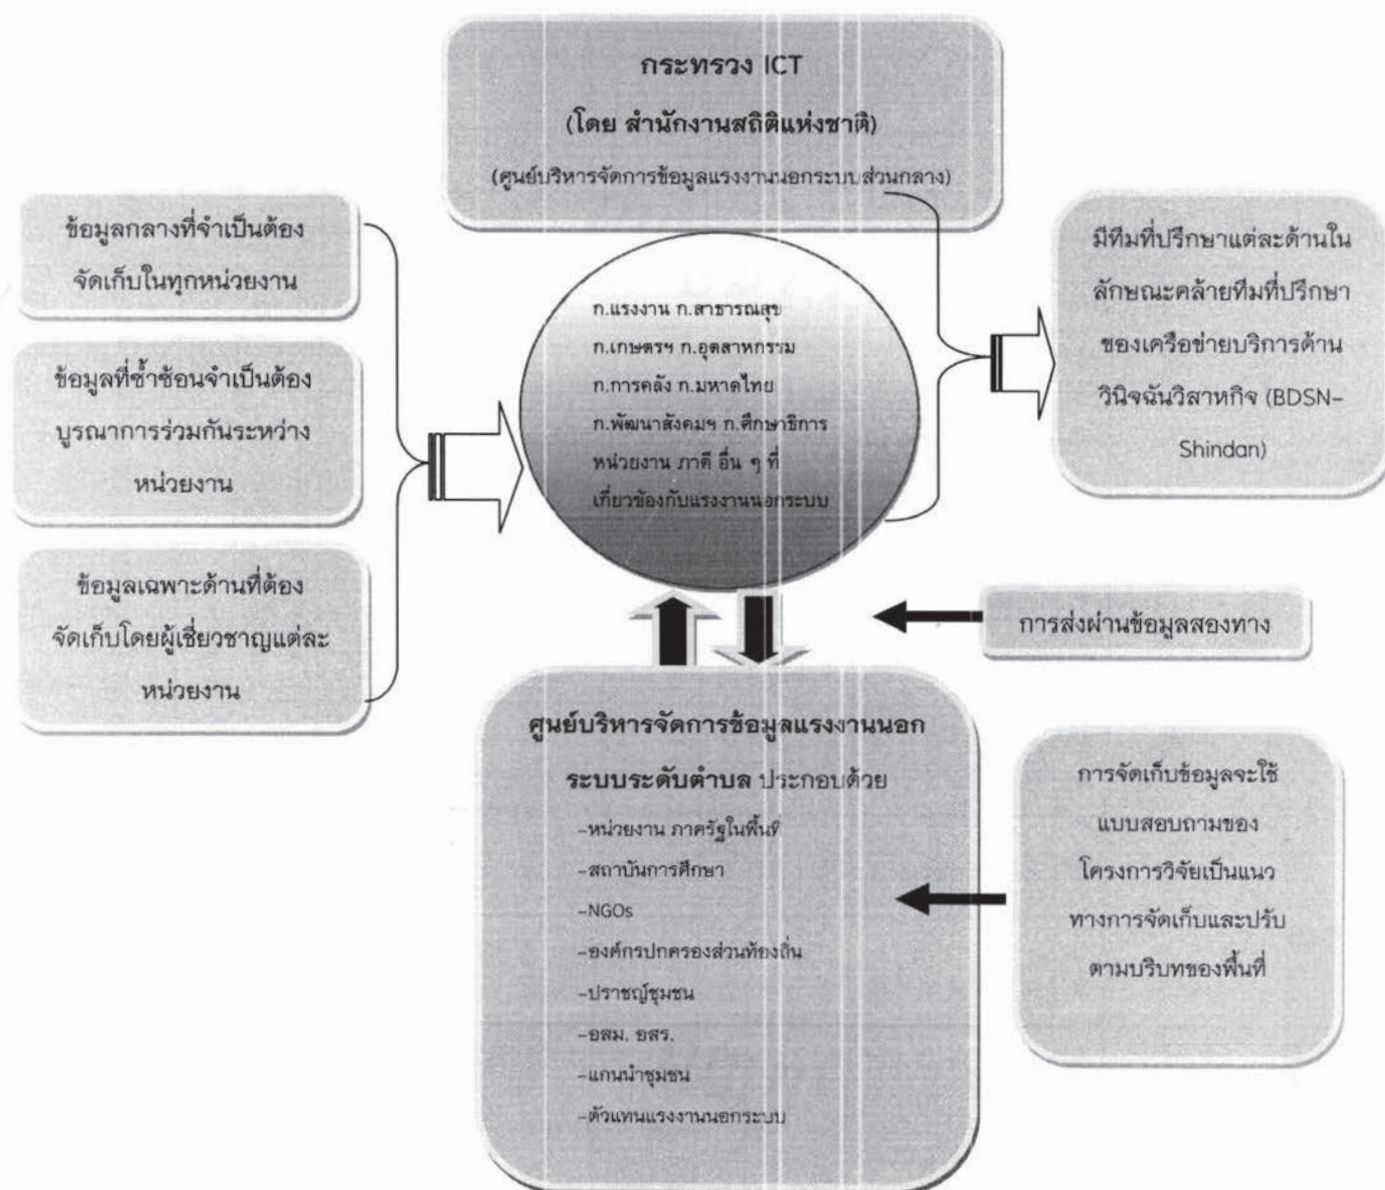 กระทรวง ICT
(โดย สำนักงานสถิติแห่งชาติ)
(ศูนย์บริหารจัดการข้อมูลแรงงานนอกระบบส่วนกลาง)
ข้อมูลกลางที่จำเป็นต้อง
จัดเก็บในทุกหน่วยงาน
ข้อมูลที่ซ้ำซ้อนจำเป็นต้อง
บูรณาการร่วมกันระหว่าง
หน่วยงาน
ข้อมูลเฉพาะด้านที่ต้อง
จัดเก็บโดยผู้เชี่ยวชาญแต่ละ
หน่วยงาน
ก.แรงงาน ก.สาธารณสุข
ก.เกษตรฯ ก.อุตสาหกรรม
ก.การคลัง ก.มหาดไทย
ก.พัฒนาสังคมฯ ก.ศึกษาธิการ
หน่วยงาน ภาคี อื่น ๆ ที่
เกี่ยวข้องกับแรงงานนอกระบบ
มีทีมที่ปรึกษาแต่ละด้านใน
ลักษณะคล้ายทีมที่ปรึกษา
ของเครือข่ายบริการด้าน
วินิจฉันวิสาหกิจ (BDSN-
Shindan)
การส่งผ่านข้อมูลสองทาง
ศูนย์บริหารจัดการข้อมูลแรงงานนอก
ระบบระดับตำบล ประกอบด้วย
-หน่วยงาน ภาครัฐในพื้นที่
-สถาบันการศึกษา
-NGOs
-องค์กรปกครองส่วนท้องถิ่น
-ปราชญ์ชุมชน
-อสม. อสร.
-แกนนำชุมชน
-ตัวแทนแรงงานนอกระบบ
การจัดเก็บข้อมูลจะใช้
แบบสอบถามของ
โครงการวิจัยเป็นแนว
ทางการจัดเก็บและปรับ
ตามบริบทของพื้นที่